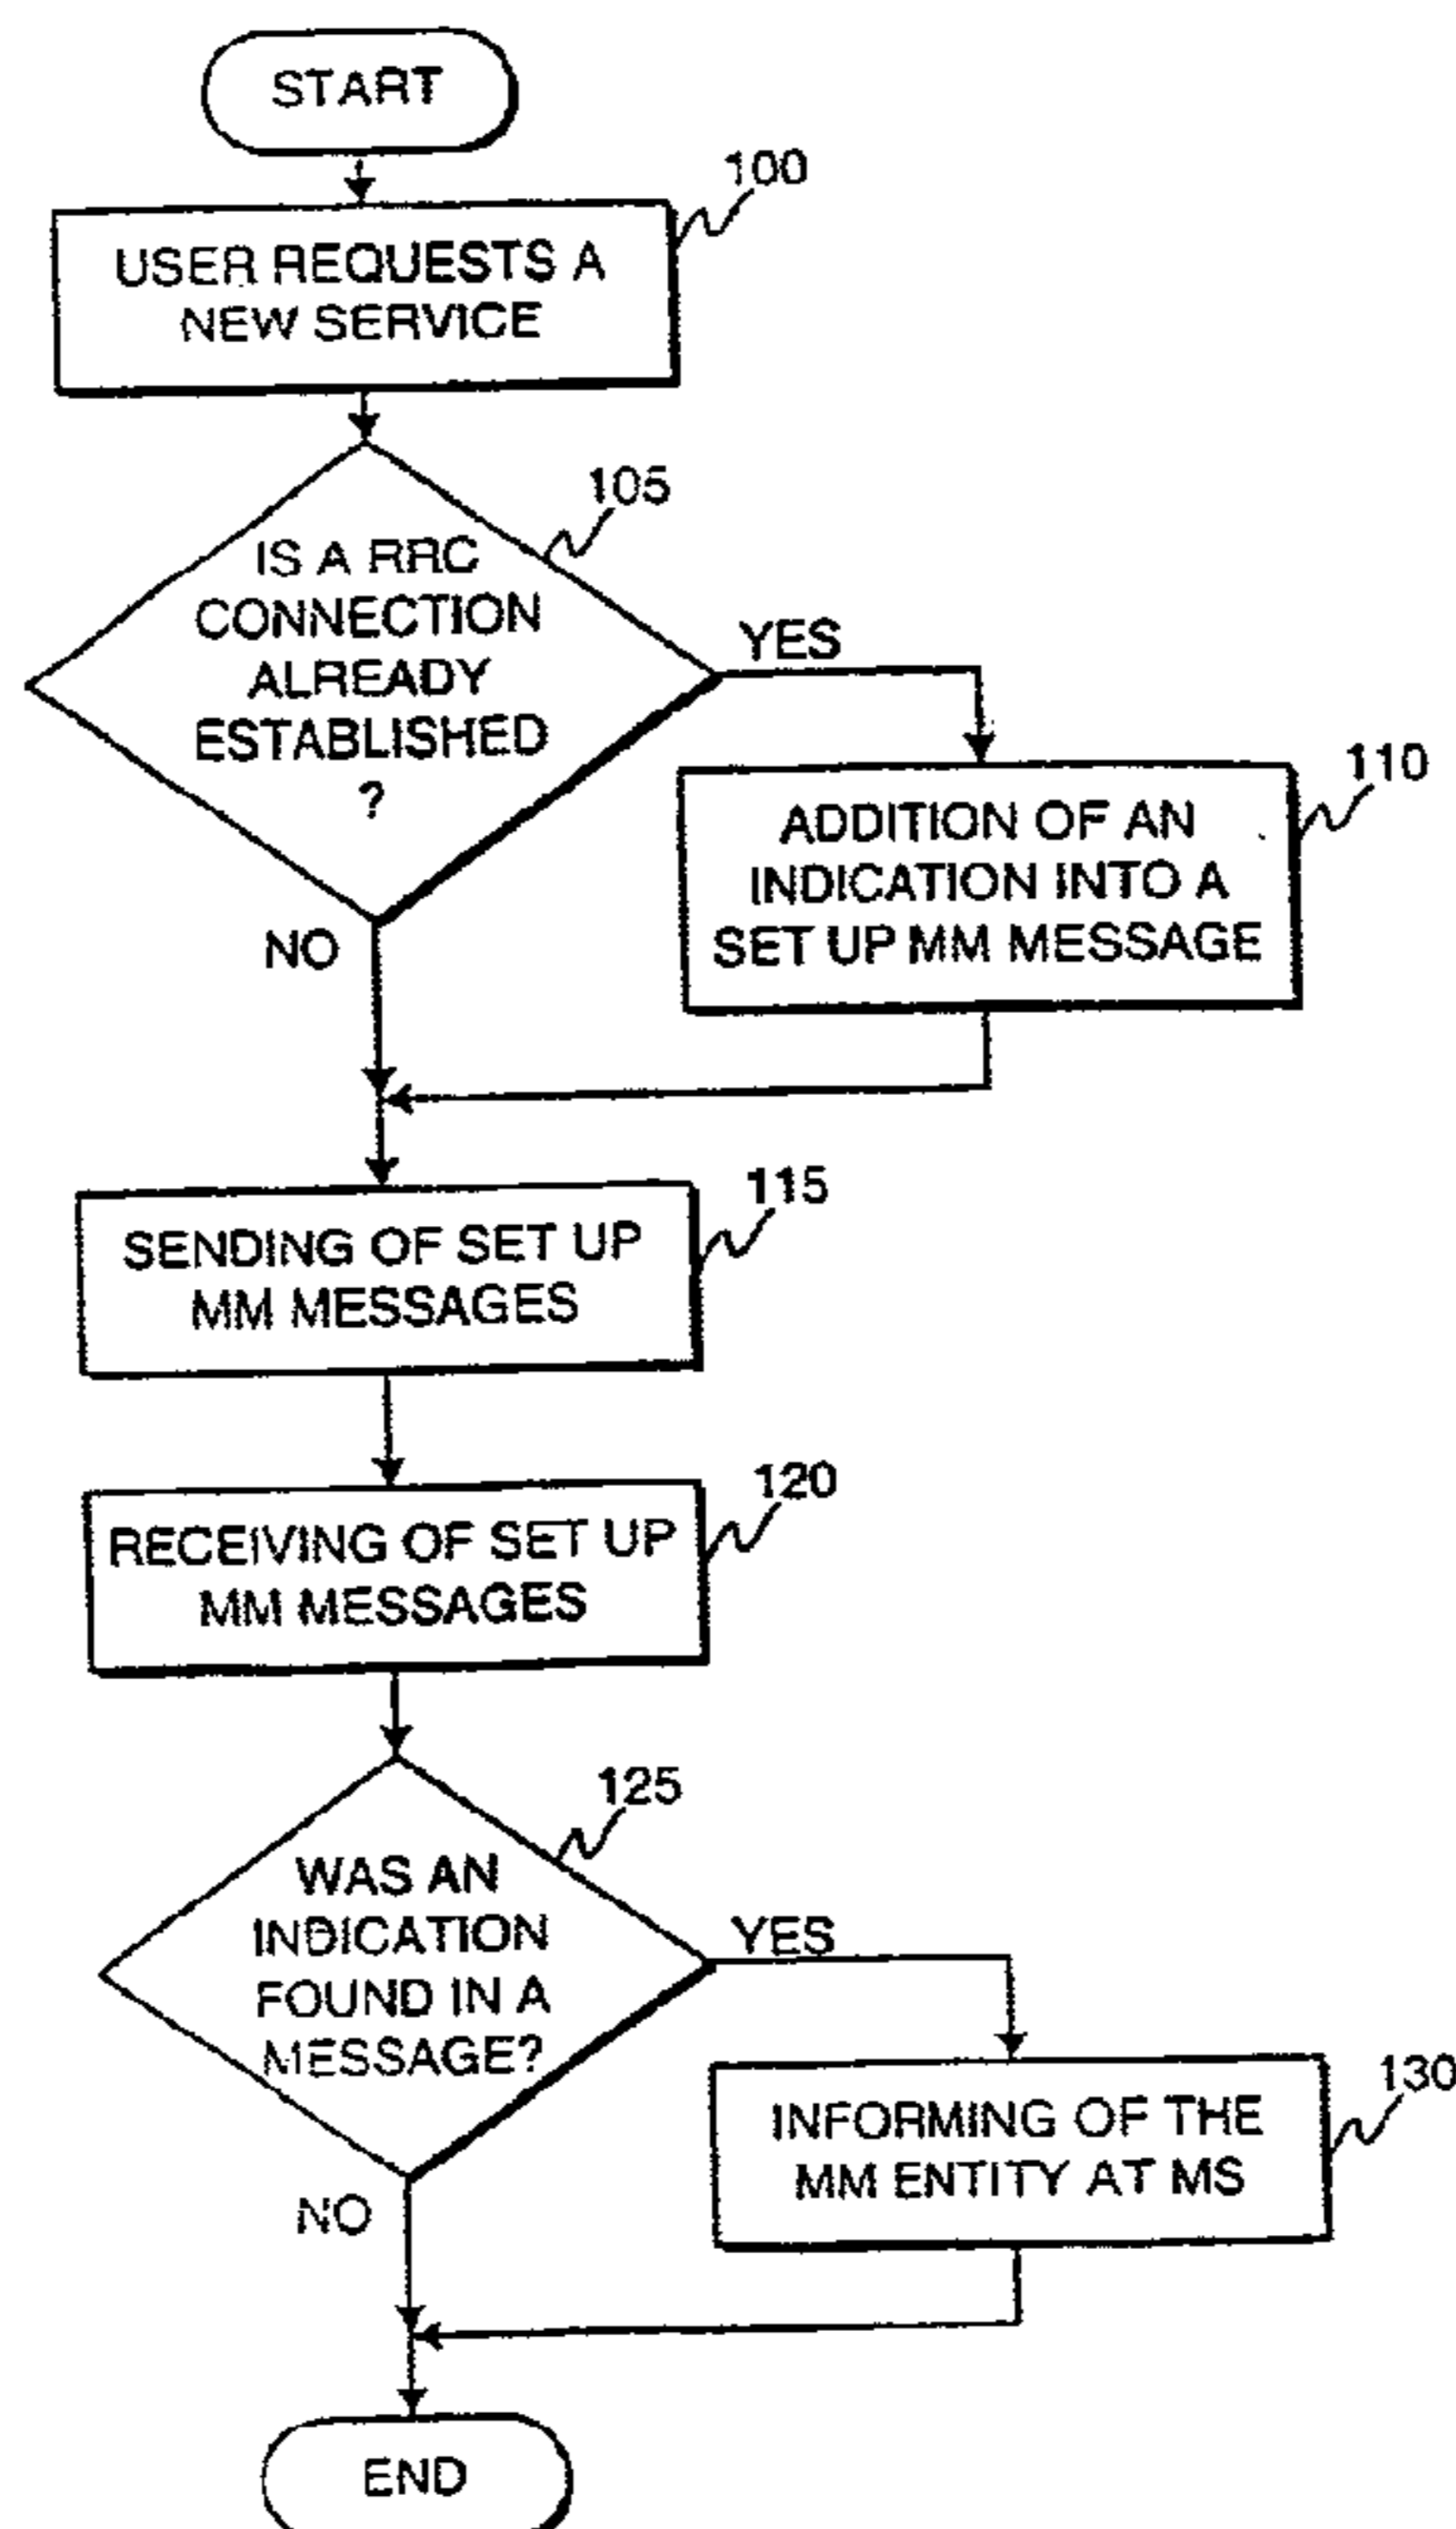 START
100
USER REQUESTS A
NEW SERVICE
105
IS A RRC
CONNECTION
ALREADY
ESTABLISHED
?
YES
NO
110
ADDITION OF AN
INDICATION INTO A
SET UP MM MESSAGE
115
SENDING OF SET UP
MM MESSAGES
120
RECEIVING OF SET UP
MM MESSAGES
125
WAS AN
INDICATION
FOUND IN A
MESSAGE?
YES
NO
130
INFORMING OF THE
MM ENTITY AT MS
END